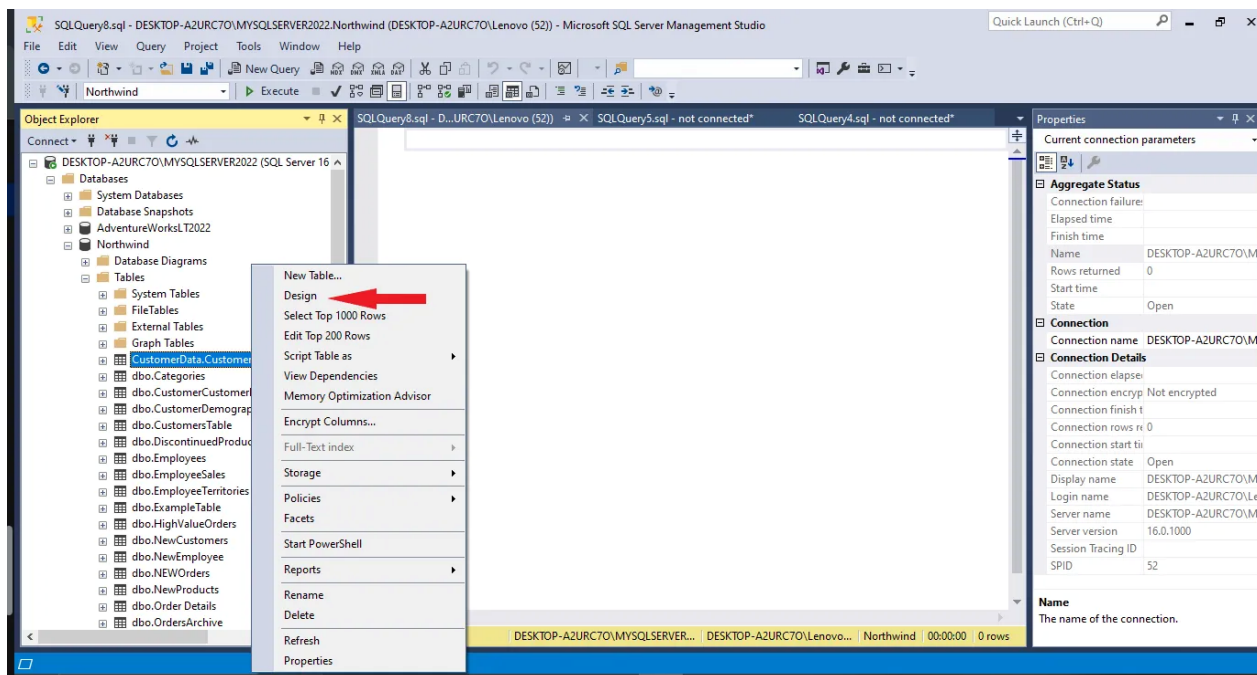 SQLQuery8.sql - DESKTOP-A2URC7O\MYSQLSERVER2022.Northwind (DESKTOP-A2URC7O\Lenovo (52)) - Microsoft SQL Server Management Studio
Quick Launch (Ctrl+Q)
File Edit View Query Project Tools Window Help
New Query
Northwind Execute
Object Explorer
Connect
DESKTOP-A2URC7O\MYSQLSERVER2022 (SQL Server 16
Databases
System Databases
Database Snapshots
AdventureWorksLT2022
Northwind
Database Diagrams
Tables
System Tables
FileTables
External Tables
Graph Tables
CustomerData.Customer
dbo.Categories
dbo.CustomerCustomer
dbo.CustomerDemograp
dbo.CustomersTable
dbo.DiscontinuedProduc
dbo.Employees
dbo.EmployeeSales
dbo.EmployeeTerritories
dbo.ExampleTable
dbo.HighValueOrders
dbo.NewCustomers
dbo.NewEmployee
dbo.NEWOrders
dbo.NewProducts
dbo.Order Details
dbo.OrdersArchive
New Table...
Design
Select Top 1000 Rows
Edit Top 200 Rows
Script Table as
View Dependencies
Memory Optimization Advisor
Encrypt Columns...
Full-Text index
Storage
Policies
Facets
Start PowerShell
Reports
Rename
Delete
Refresh
Properties
SQLQuery8.sql - D...URC7O\Lenovo (52)) SQLQuery5.sql - not connected* SQLQuery4.sql - not connected*
DESKTOP-A2URC7O\MYSQLSERVER... DESKTOP-A2URC7O\Lenovo... Northwind 00:00:00 0 rows
Properties
Current connection parameters
Aggregate Status
Connection failures
Elapsed time
Finish time
Name DESKTOP-A2URC7O\M
Rows returned 0
Start time
State Open
Connection
Connection name DESKTOP-A2URC7O\M
Connection Details
Connection elapse
Connection encryp Not encrypted
Connection finish t
Connection rows re 0
Connection start ti
Connection state Open
Display name DESKTOP-A2URC7O\M
Login name DESKTOP-A2URC7O\Le
Server name DESKTOP-A2URC7O\M
Server version 16.0.1000
Session Tracing ID
SPID 52
Name
The name of the connection.